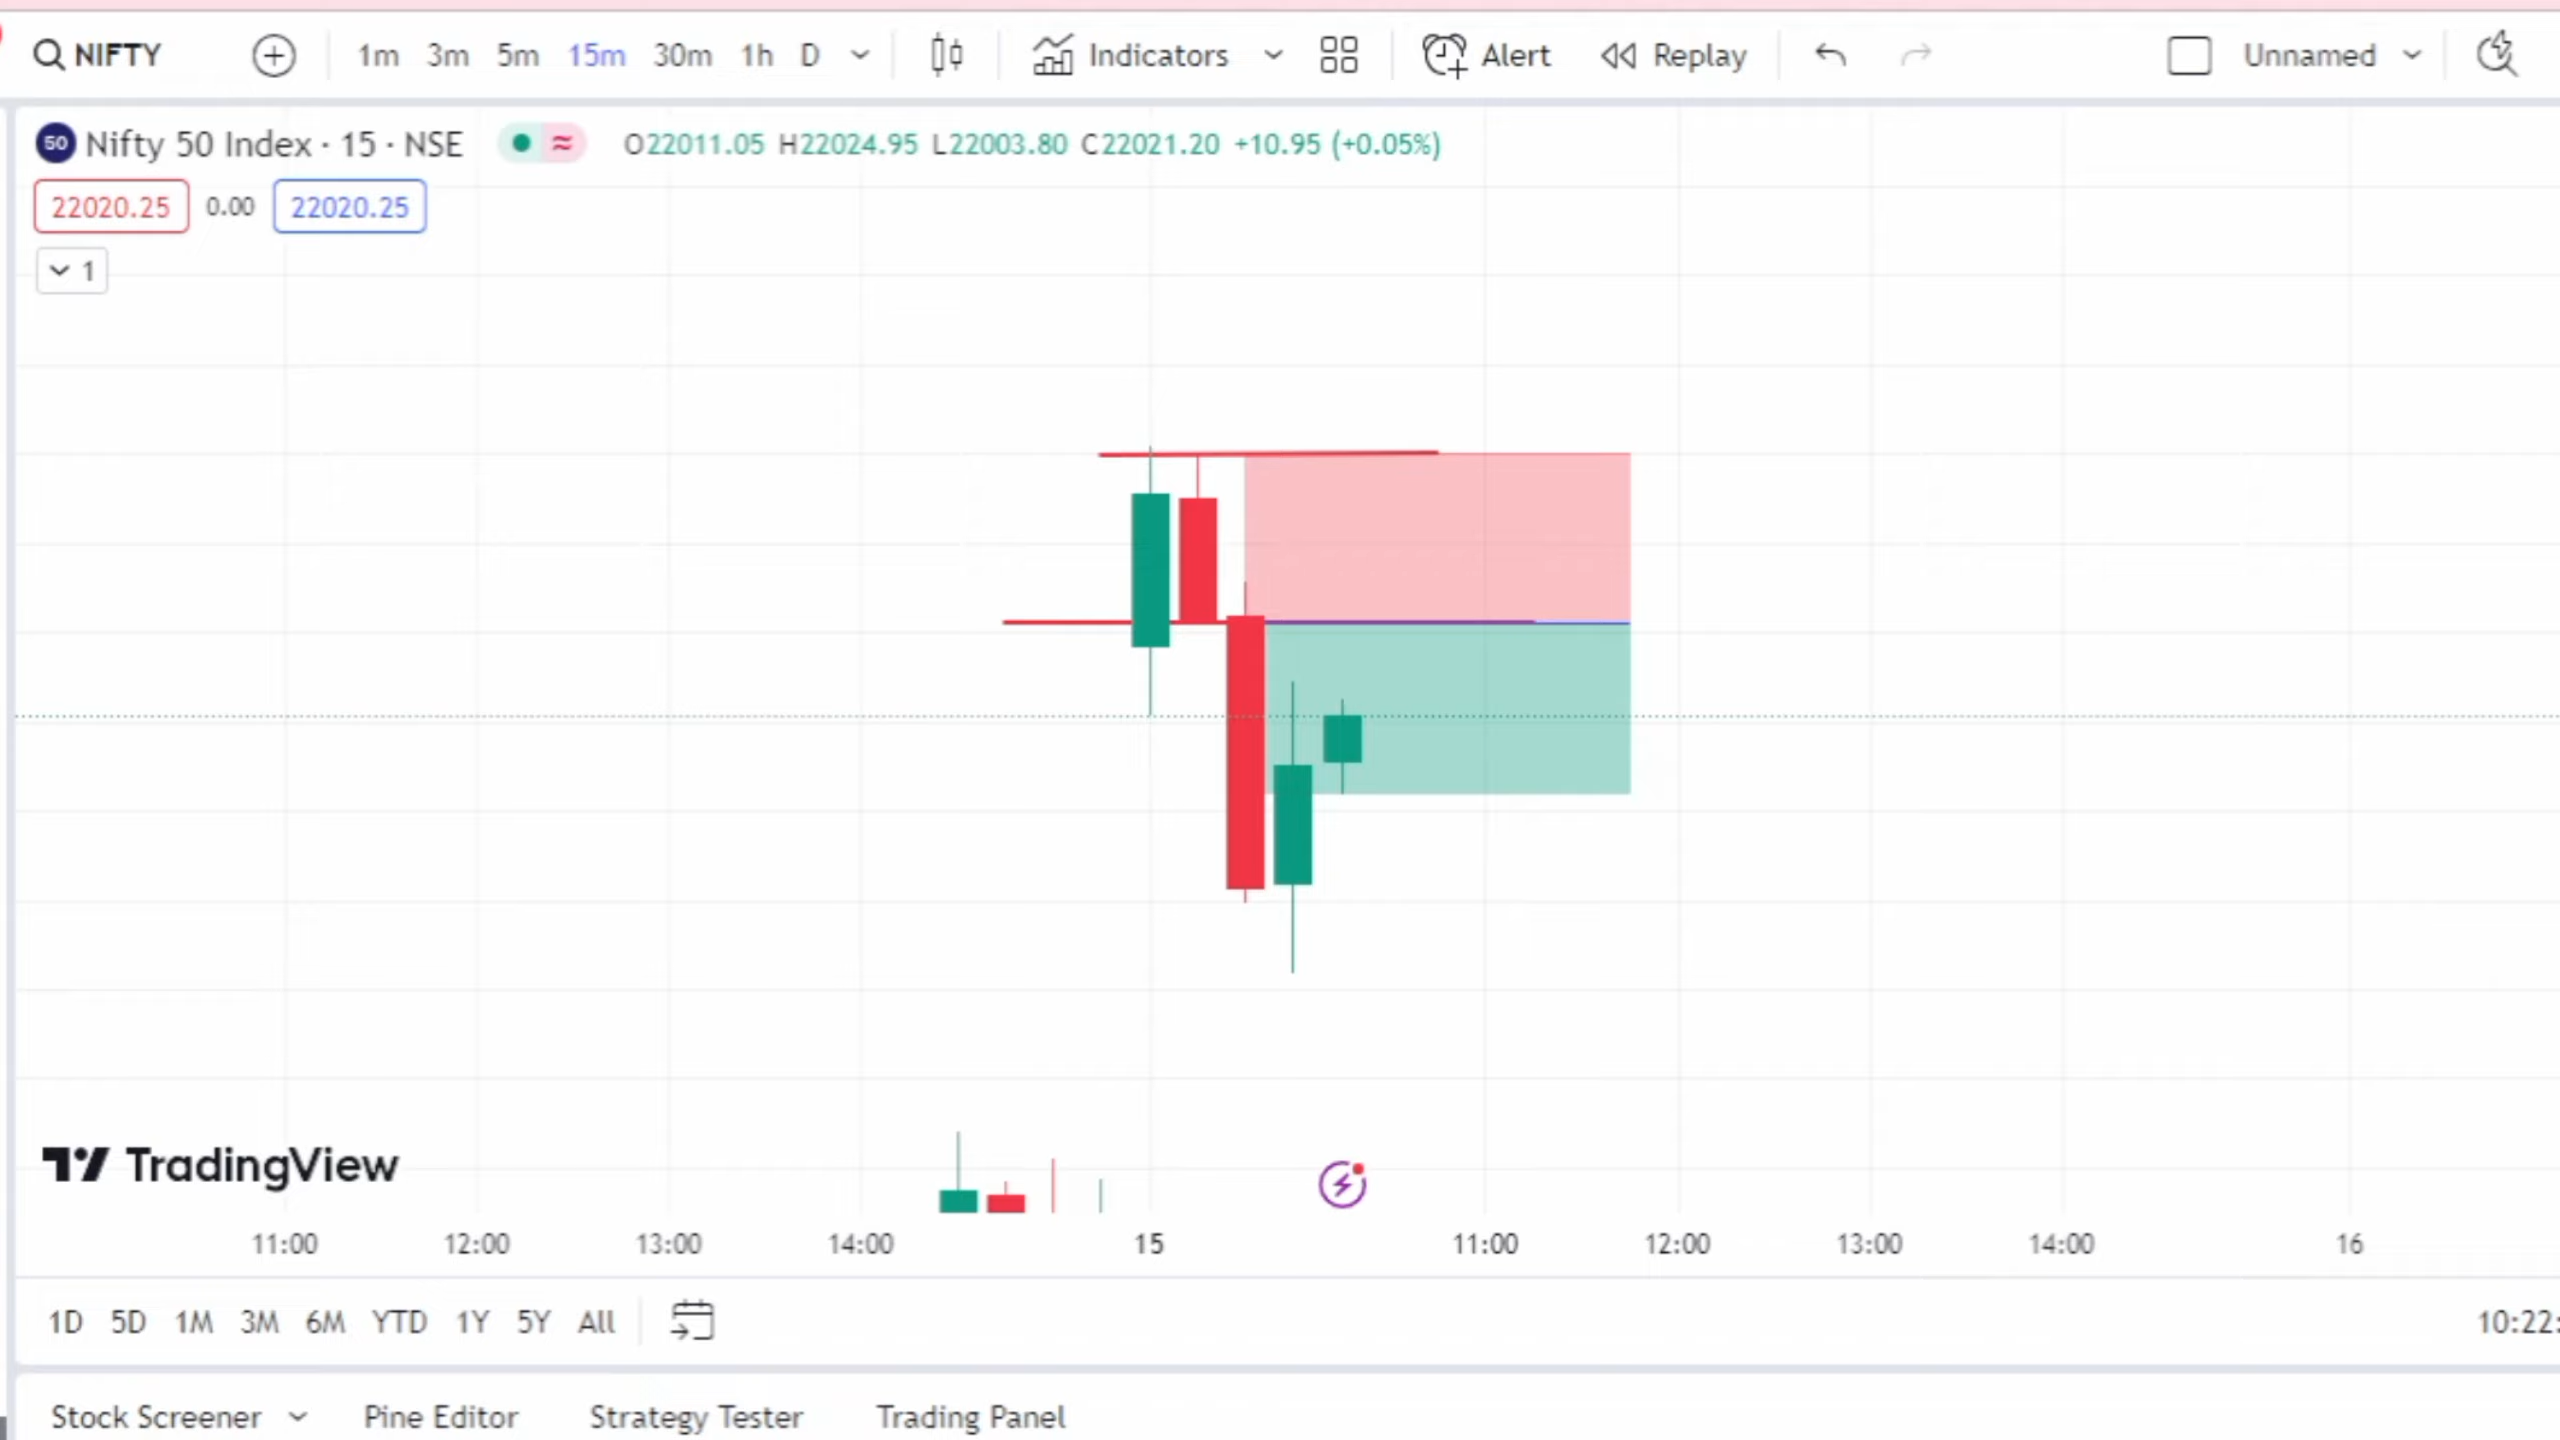 NIFTY 1m 3m 5m 15m 30m 1h D Indicators Alert Replay Unnamed
50 Nifty 50 Index · 15 · NSE ≈ O22011.05 H22024.95 L22003.80 C22021.20 +10.95 (+0.05%)
22020.25 0.00 22020.25
1
TradingView
11:00 12:00 13:00 14:00 15 11:00 12:00 13:00 14:00 16
1D 5D 1M 3M 6M YTD 1Y 5Y All 10:22:
Stock Screener Pine Editor Strategy Tester Trading Panel